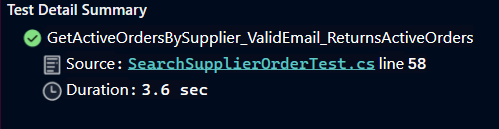 Test Detail Summary
GetActiveOrdersBySupplier_ValidEmail_ReturnsActiveOrders
Source: SearchSupplierOrderTest.cs line 58
Duration: 3.6 sec